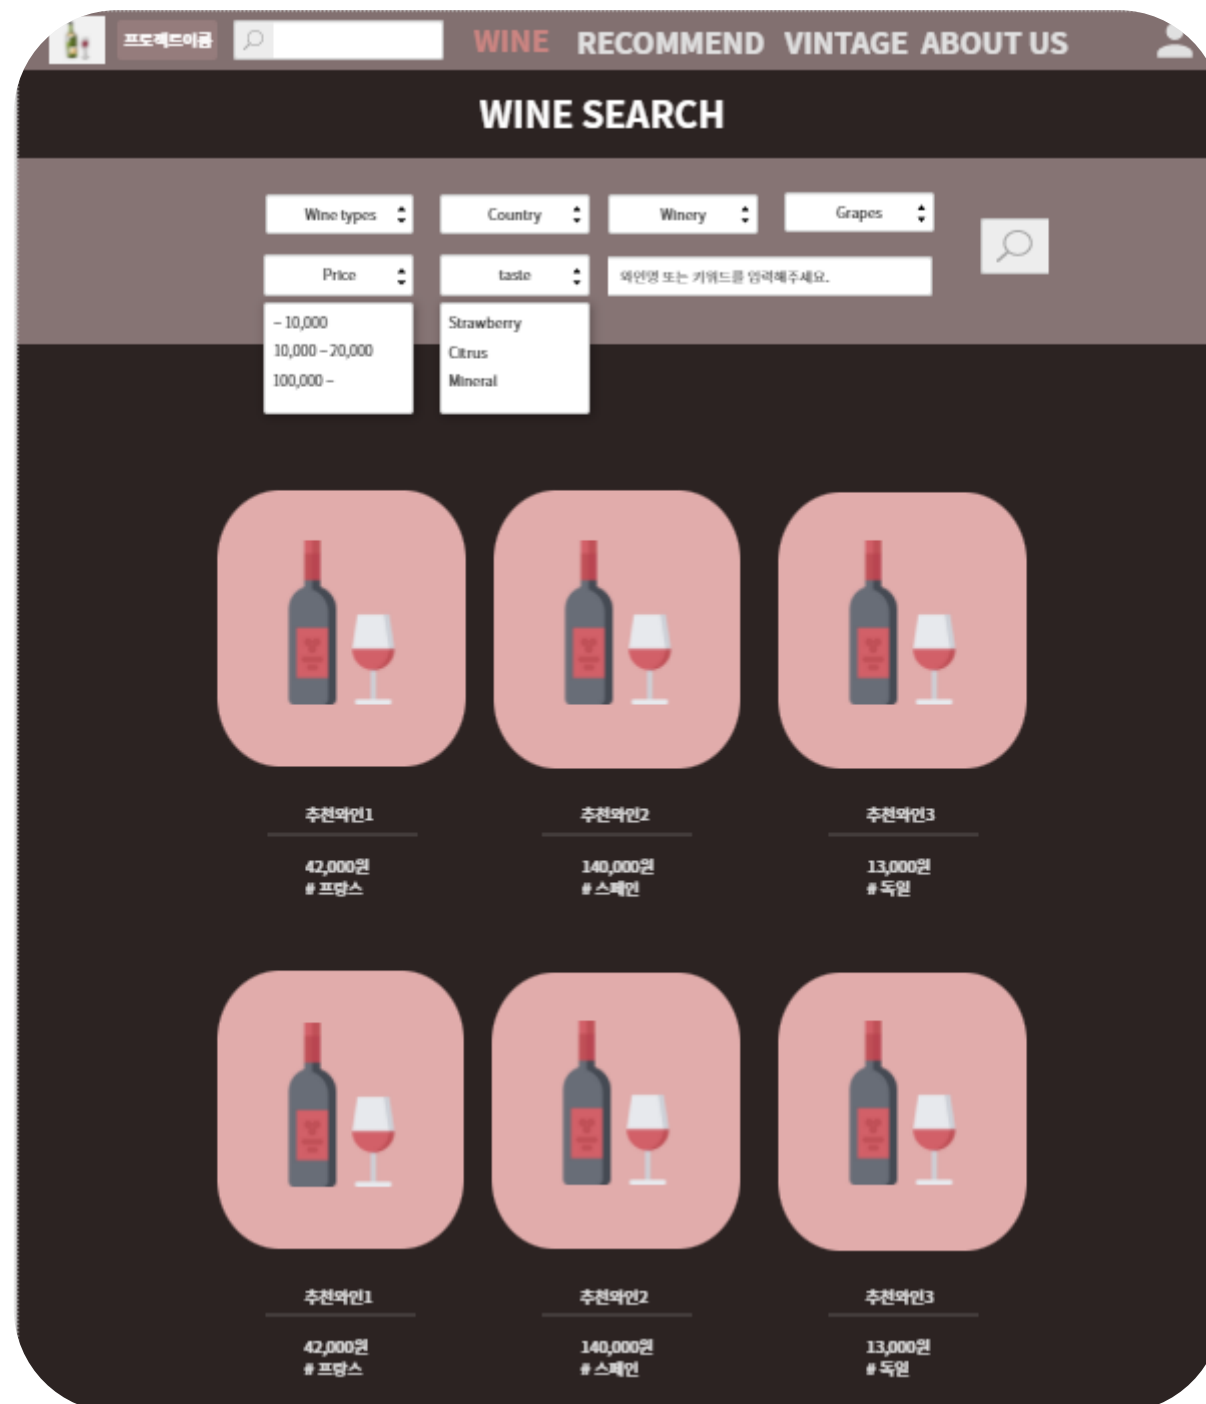 프로젝트이름 WINE RECOMMEND VINTAGE ABOUT US
WINE SEARCH
Wine types Country Winery Grapes
Price taste 와인명 또는 키워드를 입력해주세요.
– 10,000 Strawberry
10,000 – 20,000 Citrus
100,000 – Mineral
추천와인1 추천와인2 추천와인3
42,000원 140,000원 13,000원
# 프랑스 # 스페인 # 독일
추천와인1 추천와인2 추천와인3
42,000원 140,000원 13,000원
# 프랑스 # 스페인 # 독일